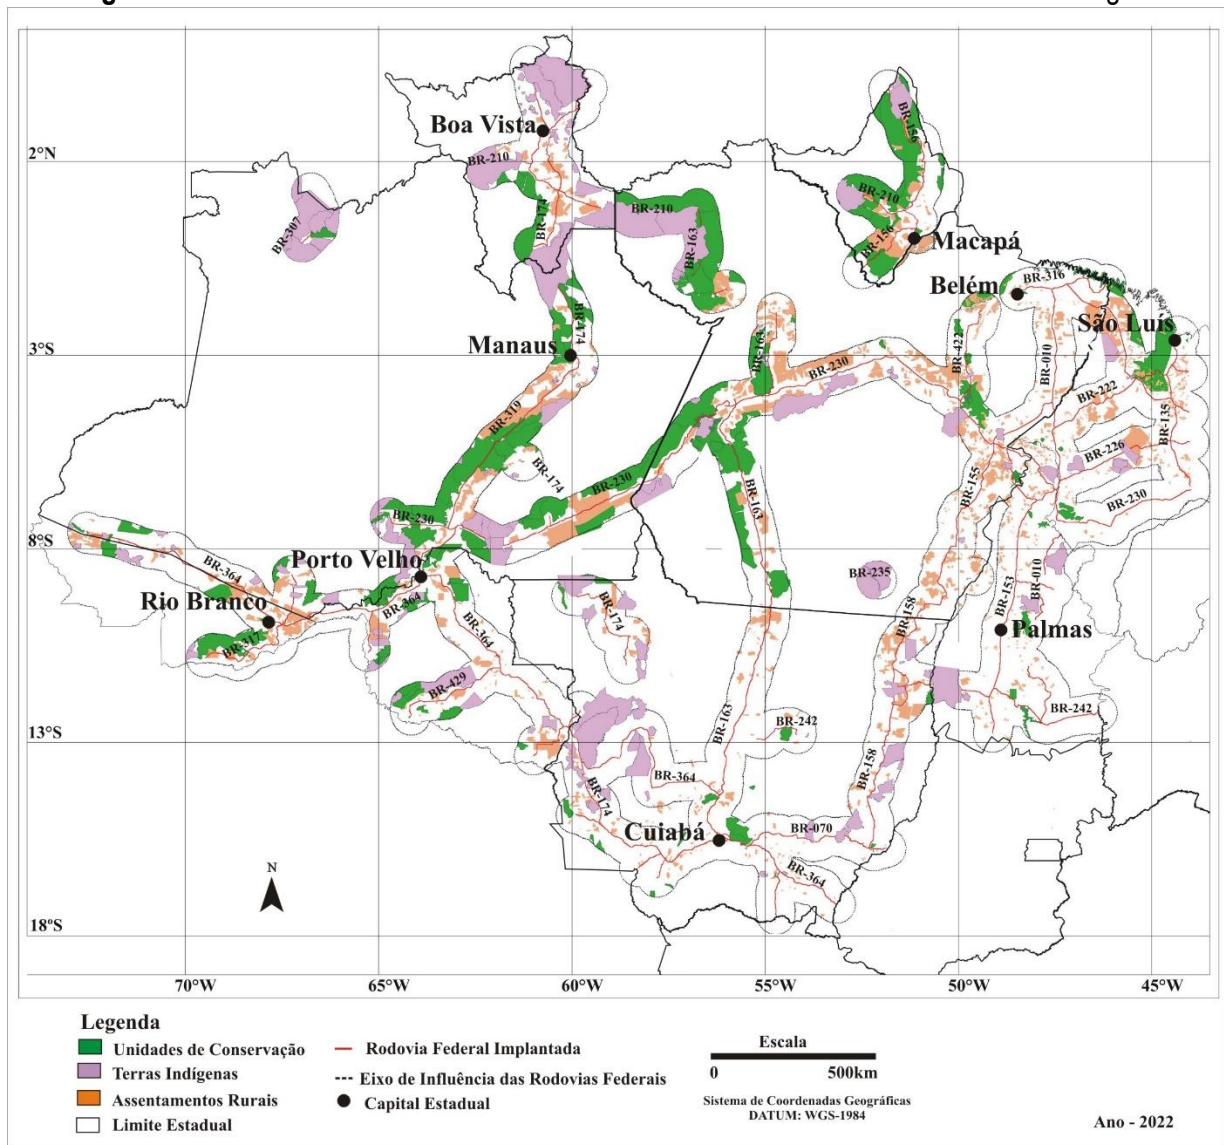 Boa Vista
BR-210
BR-156
2°N
BR-307
BR-174
BR-210
BR-163
BR-210
BR-156
Macapá
Belém
BR-316
São Luís
BR-174
Manaus
3°S
BR-163
BR-230
BR-422
BR-010
BR-222
BR-135
BR-319
BR-174
BR-230
BR-226
BR-230
BR-155
BR-163
BR-230
8°S
BR-364
Porto Velho
Rio Branco
BR-364
BR-317
BR-364
BR-174
BR-235
BR-158
BR-153
BR-010
Palmas
BR-429
BR-163
BR-242
BR-242
13°S
BR-174
BR-364
BR-158
Cuiabá
BR-070
BR-364
N
18°S
70°W
65°W
60°W
55°W
50°W
45°W
Legenda
Unidades de Conservação
Terras Indígenas
Assentamentos Rurais
Limite Estadual
Rodovia Federal Implantada
Eixo de Influência das Rodovias Federais
Capital Estadual
Escala
0 500km
Sistema de Coordenadas Geográficas
DATUM: WGS-1984
Ano - 2022